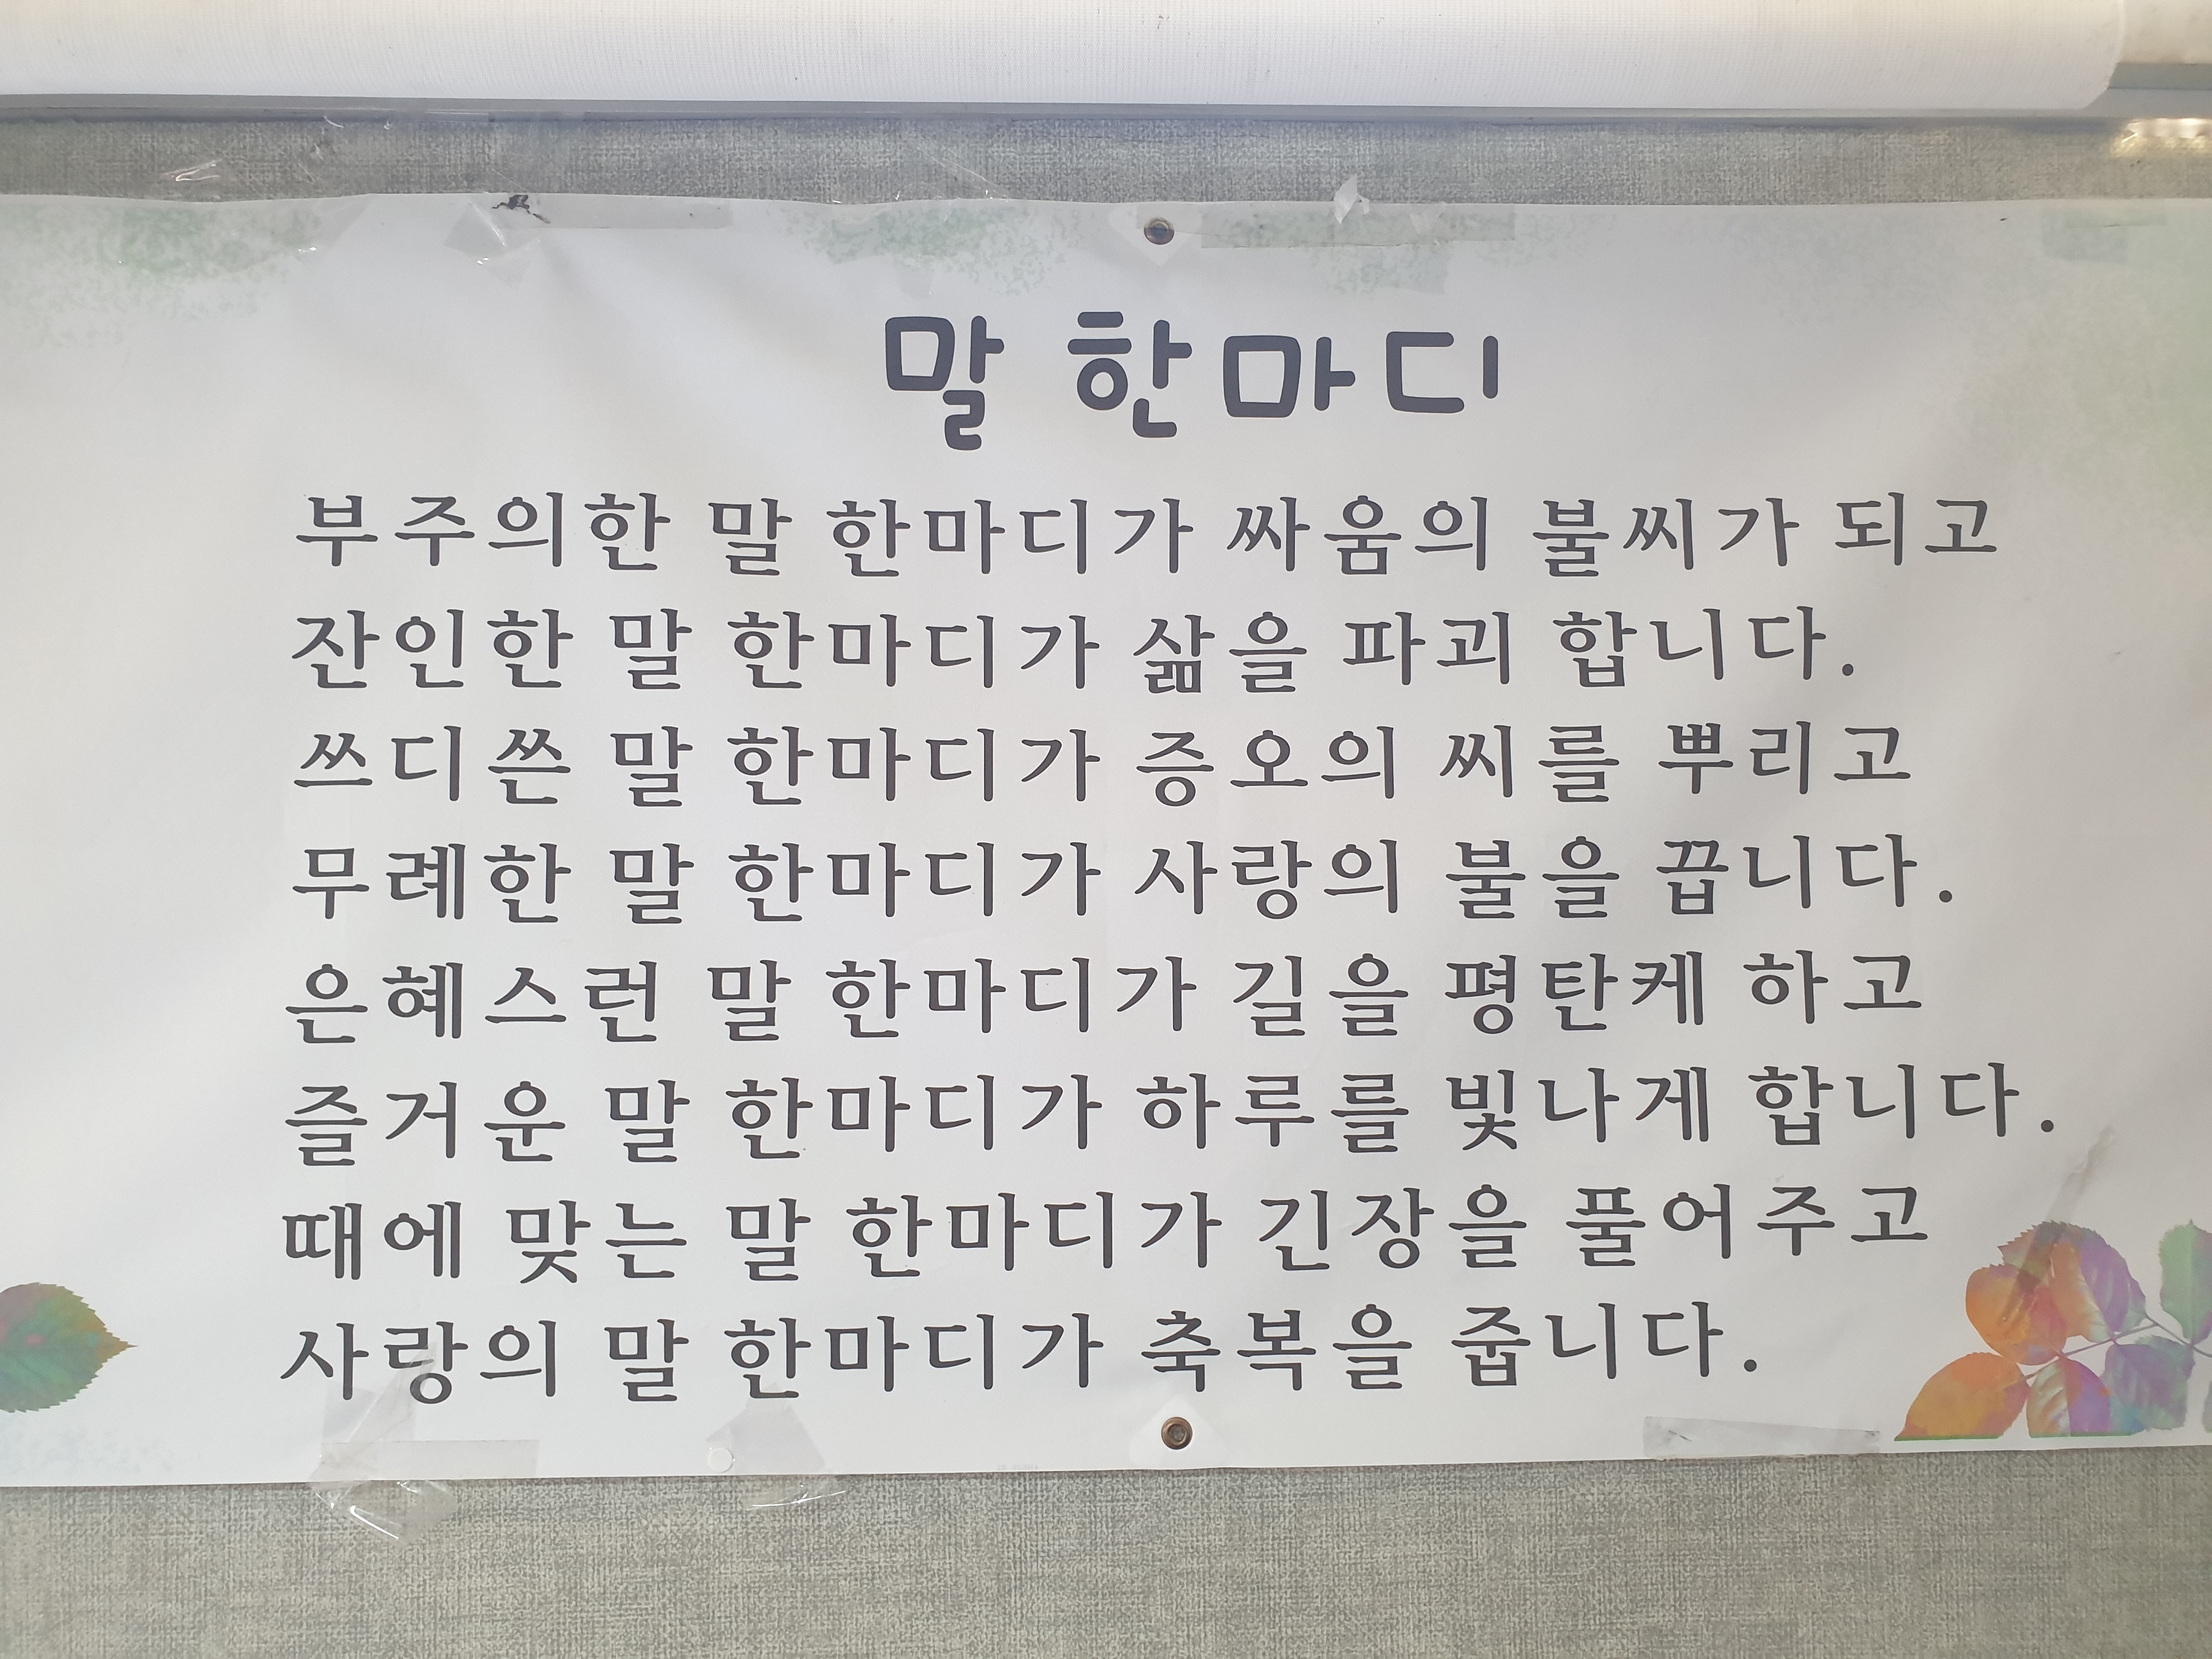 말 한마디
부주의한 말 한마디가 싸움의 불씨가 되고
잔인한 말 한마디가 삶을 파괴 합니다.
쓰디쓴 말 한마디가 증오의 씨를 뿌리고
무례한 말 한마디가 사랑의 불을 끕니다.
은혜스런 말 한마디가 길을 평탄케 하고
즐거운 말 한마디가 하루를 빛나게 합니다.
때에 맞는 말 한마디가 긴장을 풀어주고
사랑의 말 한마디가 축복을 줍니다.